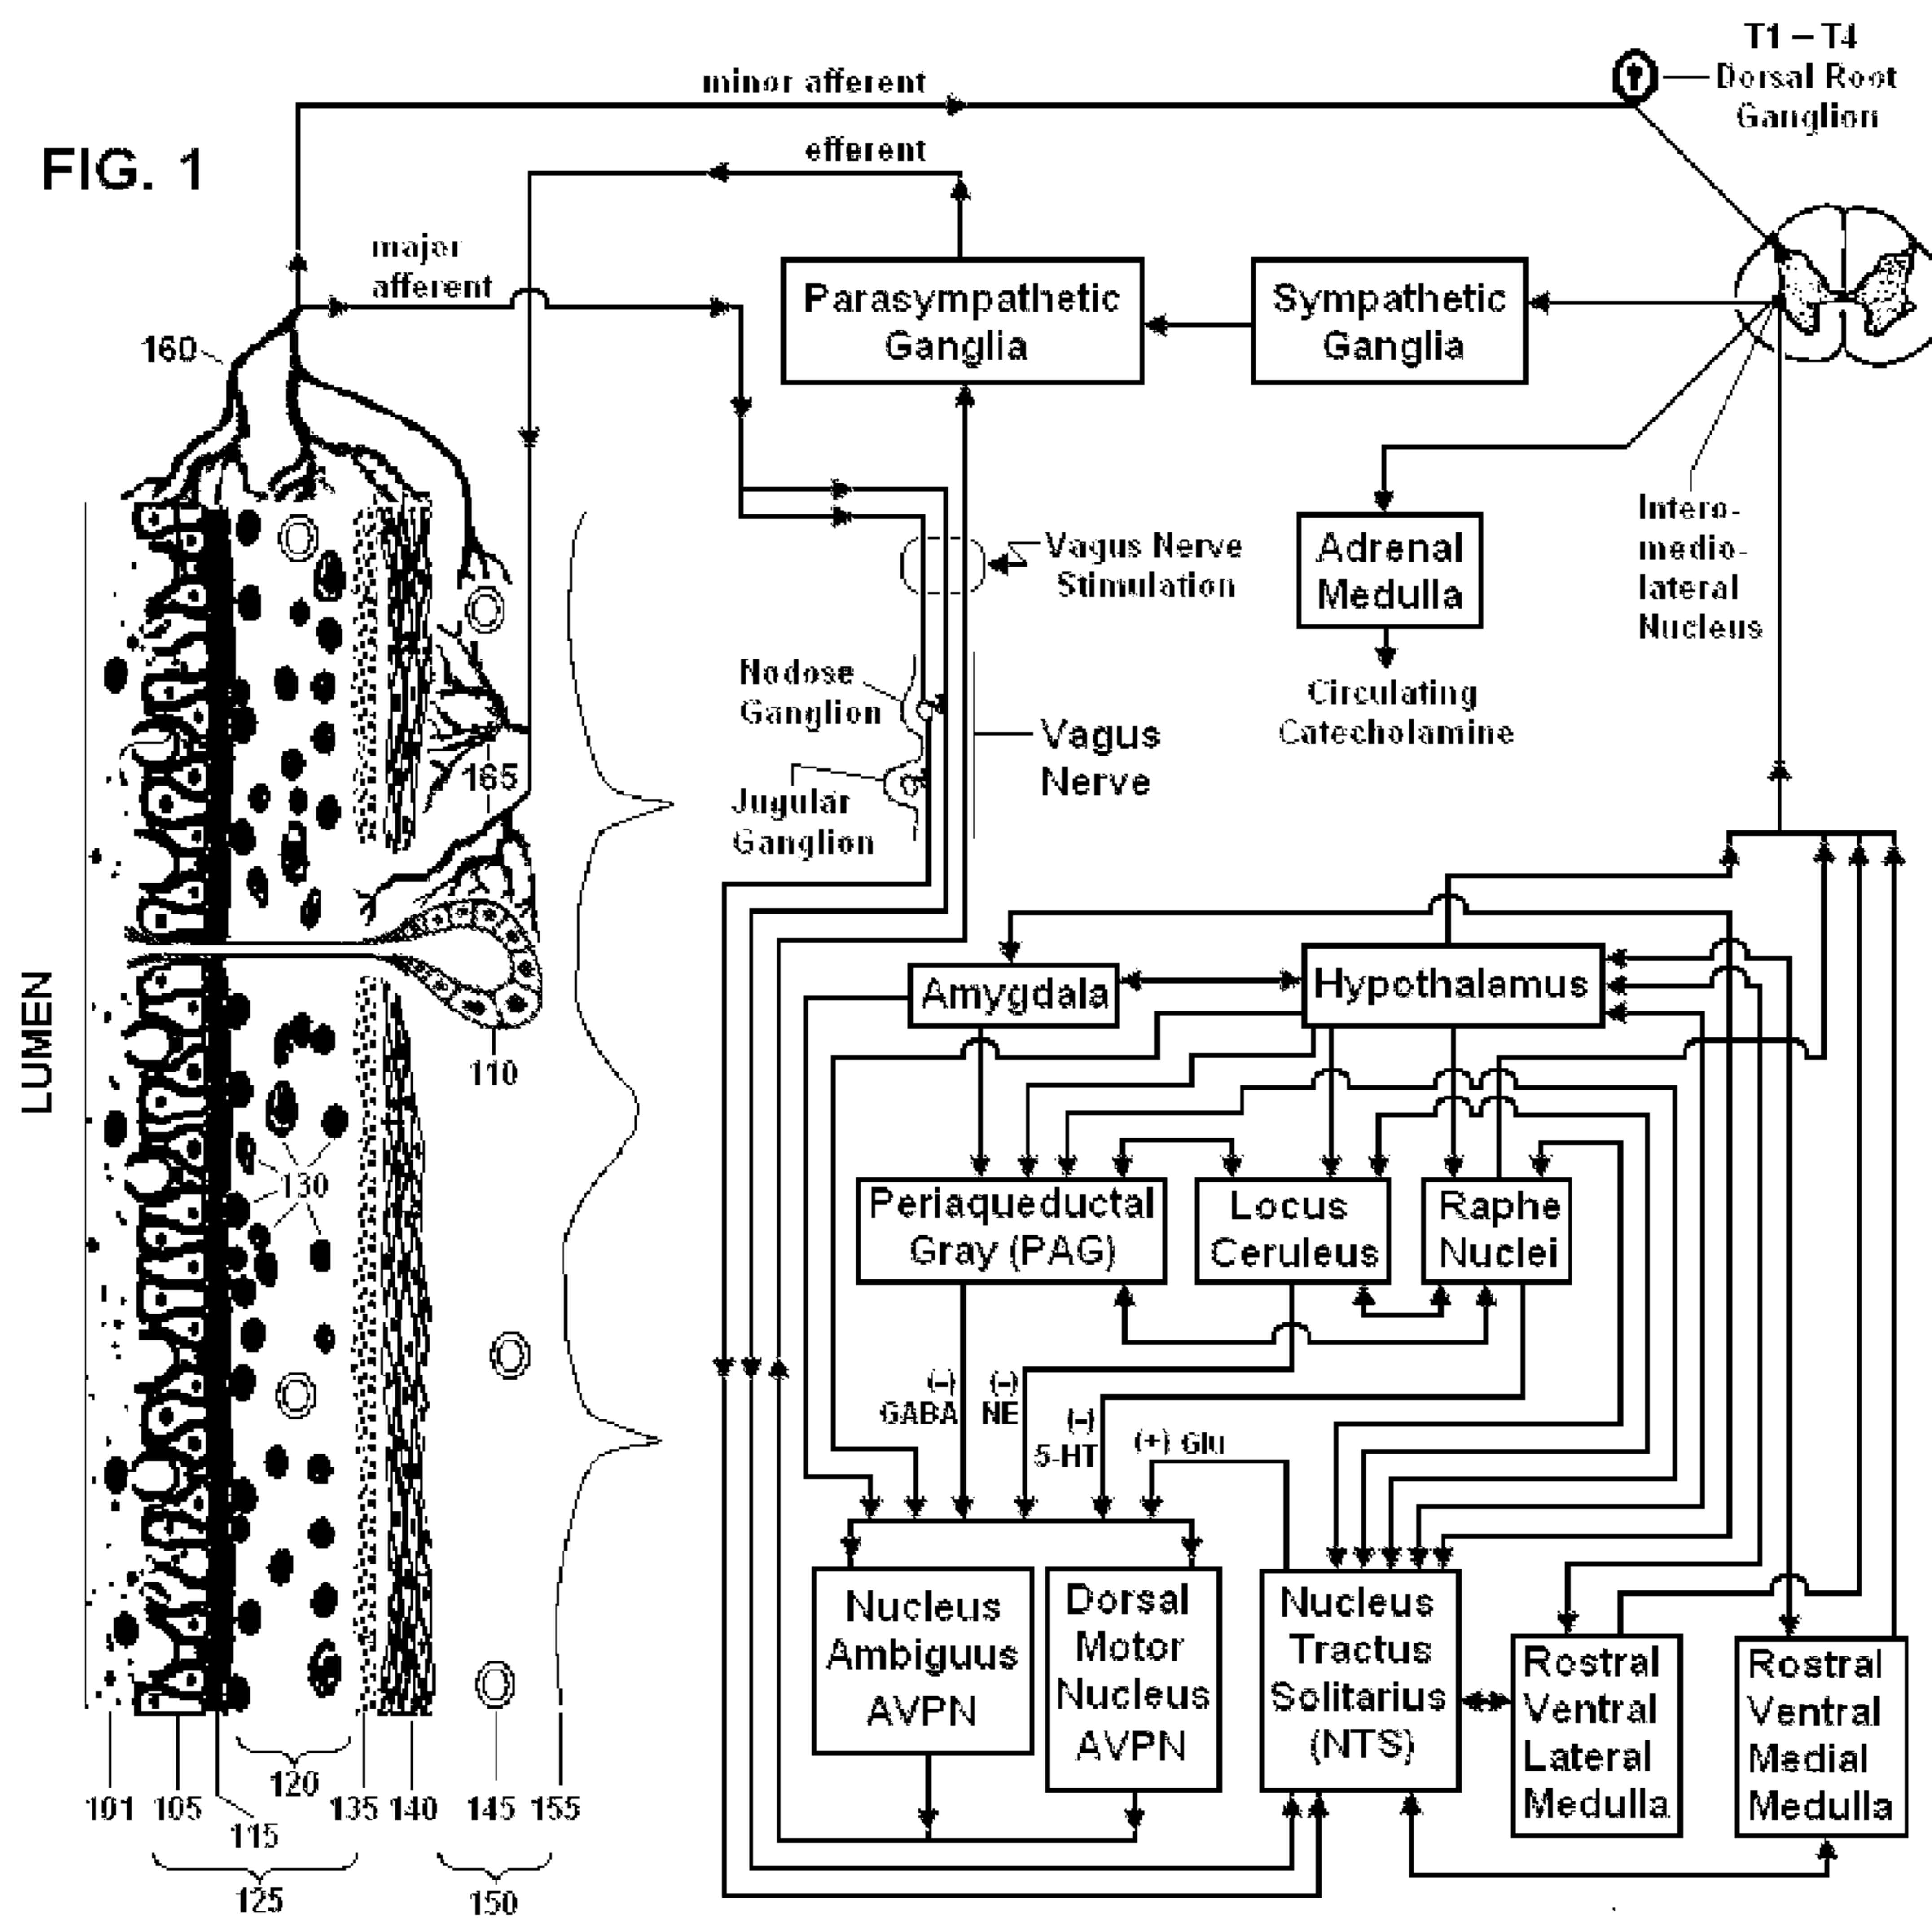 T1 – T4
Dorsal Root
Ganglion
minor afferent
efferent
FIG. 1
major
afferent
Parasympathetic
Ganglia
Sympathetic
Ganglia
160
Vagus Nerve
Stimulation
Adrenal
Medulla
Intero-
medio-
lateral
Nucleus
Nodose
Ganglion
Circulating
Catecholamine
Vagus
Nerve
165
Jugular
Ganglion
LUMEN
Amygdala
Hypothalamus
110
130
Periaqueductal
Gray (PAG)
Locus
Ceruleus
Raphe
Nuclei
(–)
GABA
(–)
NE
(–)
5-HT
(+) Glu
Nucleus
Ambiguus
AVPN
Dorsal
Motor
Nucleus
AVPN
Nucleus
Tractus
Solitarius
(NTS)
Rostral
Ventral
Lateral
Medulla
Rostral
Ventral
Medial
Medulla
120
101 105 135 140 145 155
115
125 150